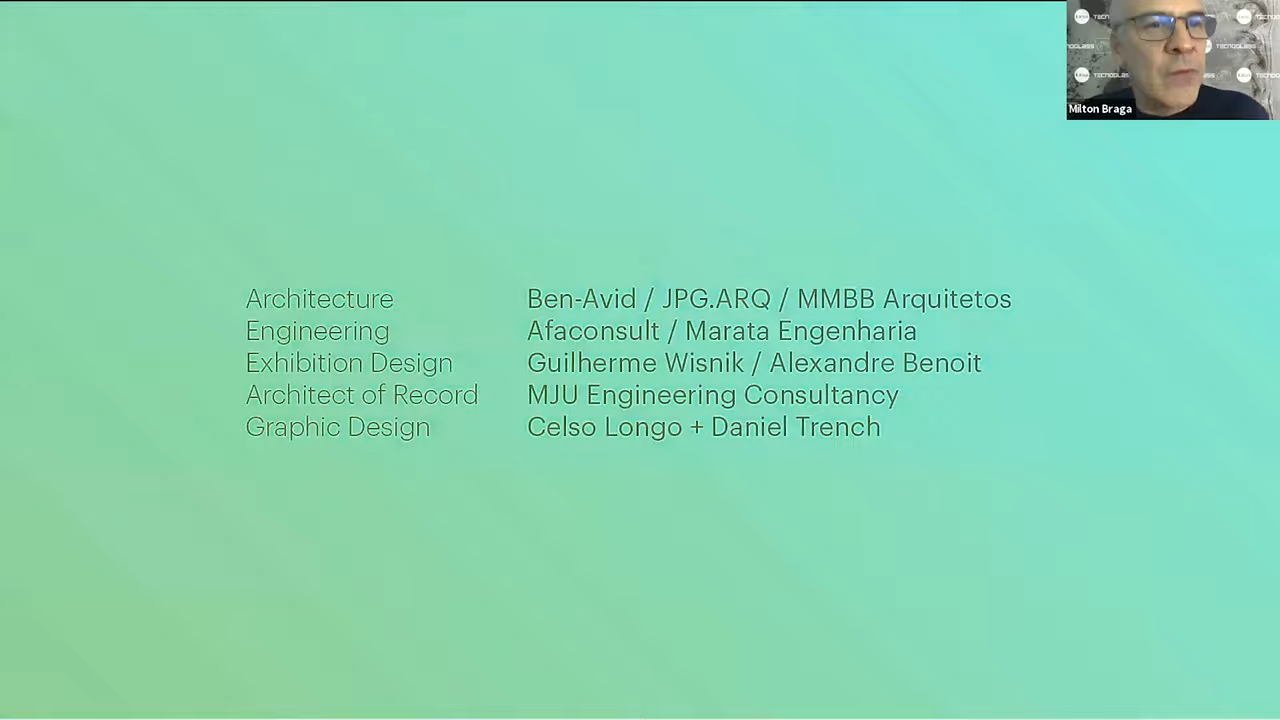 Architecture Ben-Avid / JPG.ARQ / MMBB Arquitetos
Engineering Afaconsult / Marata Engenharia
Exhibition Design Guilherme Wisnik / Alexandre Benoit
Architect of Record MJU Engineering Consultancy
Graphic Design Celso Longo + Daniel Trench
Milton Braga